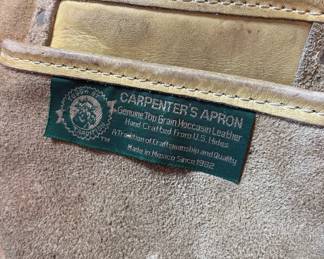 CARPENTER'S APRON
Genuine Top Grain Moccasin Leather
Hand Crafted From U.S. Hides
A Tradition of Craftsmanship and Quality
Made in Mexico Since 1982
TM